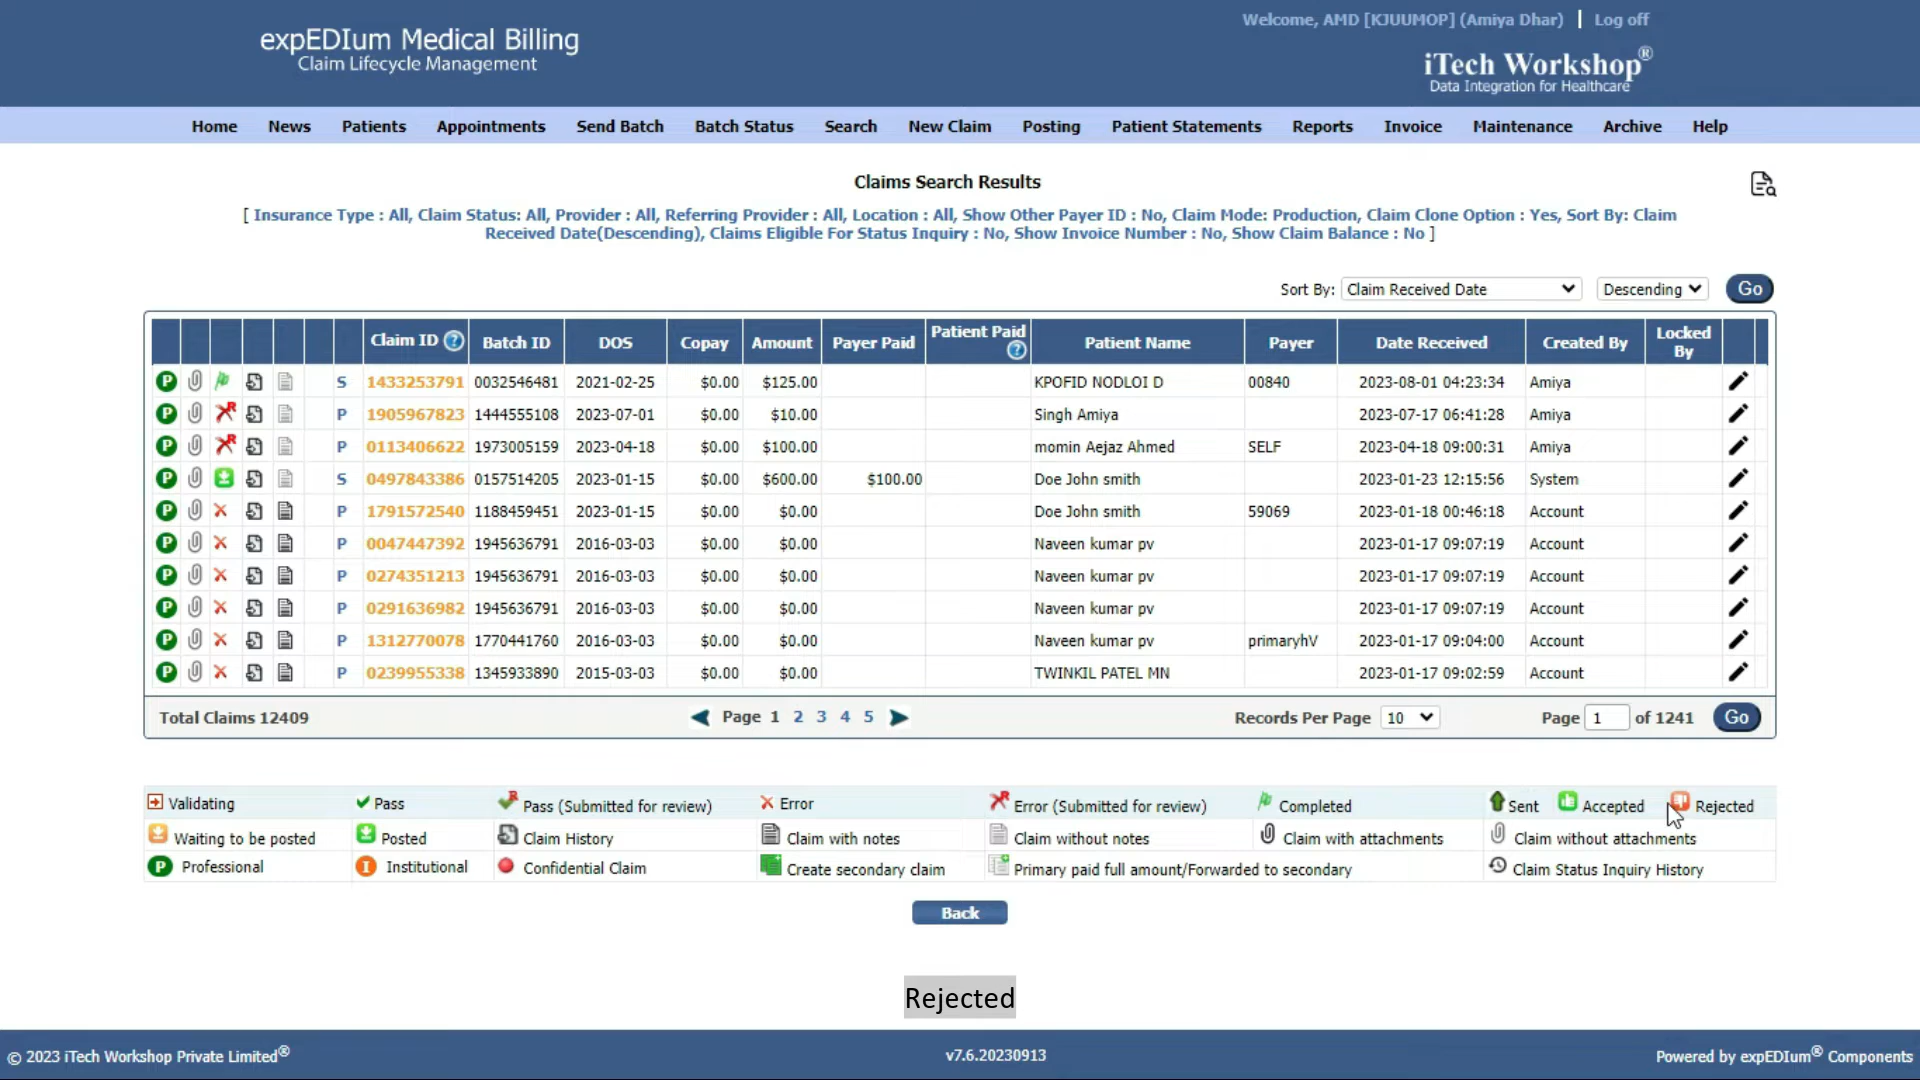 expEDIum Medical Billing
Claim Lifecycle Management
Welcome, AMD [KJUUMOP] (Amiya Dhar) | Log off
iTech Workshop®
Data Integration for Healthcare
Home News Patients Appointments Send Batch Batch Status Search New Claim Posting Patient Statements Reports Invoice Maintenance Archive Help
Claims Search Results
[ Insurance Type : All, Claim Status: All, Provider : All, Referring Provider : All, Location : All, Show Other Payer ID : No, Claim Mode: Production, Claim Clone Option : Yes, Sort By: Claim
Received Date(Descending), Claims Eligible For Status Inquiry : No, Show Invoice Number : No, Show Claim Balance : No ]
Sort By: Claim Received Date Descending Go
Claim ID ? Batch ID DOS Copay Amount Payer Paid Patient Paid ? Patient Name Payer Date Received Created By Locked By
P S 1433253791 0032546481 2021-02-25 $0.00 $125.00 KPOFID NODLOI D 00840 2023-08-01 04:23:34 Amiya
P R P 1905967823 1444555108 2023-07-01 $0.00 $10.00 Singh Amiya 2023-07-17 06:41:28 Amiya
P R P 0113406622 1973005159 2023-04-18 $0.00 $100.00 momin Aejaz Ahmed SELF 2023-04-18 09:00:31 Amiya
P S 0497843386 0157514205 2023-01-15 $0.00 $600.00 $100.00 Doe John smith 2023-01-23 12:15:56 System
P P 1791572540 1188459451 2023-01-15 $0.00 $0.00 Doe John smith 59069 2023-01-18 00:46:18 Account
P P 0047447392 1945636791 2016-03-03 $0.00 $0.00 Naveen kumar pv 2023-01-17 09:07:19 Account
P P 0274351213 1945636791 2016-03-03 $0.00 $0.00 Naveen kumar pv 2023-01-17 09:07:19 Account
P P 0291636982 1945636791 2016-03-03 $0.00 $0.00 Naveen kumar pv 2023-01-17 09:07:19 Account
P P 1312770078 1770441760 2016-03-03 $0.00 $0.00 Naveen kumar pv primaryhV 2023-01-17 09:04:00 Account
P P 0239955338 1345933890 2015-03-03 $0.00 $0.00 TWINKIL PATEL MN 2023-01-17 09:02:59 Account
Total Claims 12409 Page 1 2 3 4 5 Records Per Page 10 Page 1 of 1241 Go
Validating Pass R Pass (Submitted for review) Error R Error (Submitted for review) Completed Sent Accepted Rejected
Waiting to be posted Posted Claim History Claim with notes Claim without notes Claim with attachments Claim without attachments
P Professional I Institutional Confidential Claim Create secondary claim Primary paid full amount/Forwarded to secondary Claim Status Inquiry History
Back
Rejected
© 2023 iTech Workshop Private Limited® v7.6.20230913 Powered by expEDIum® Components